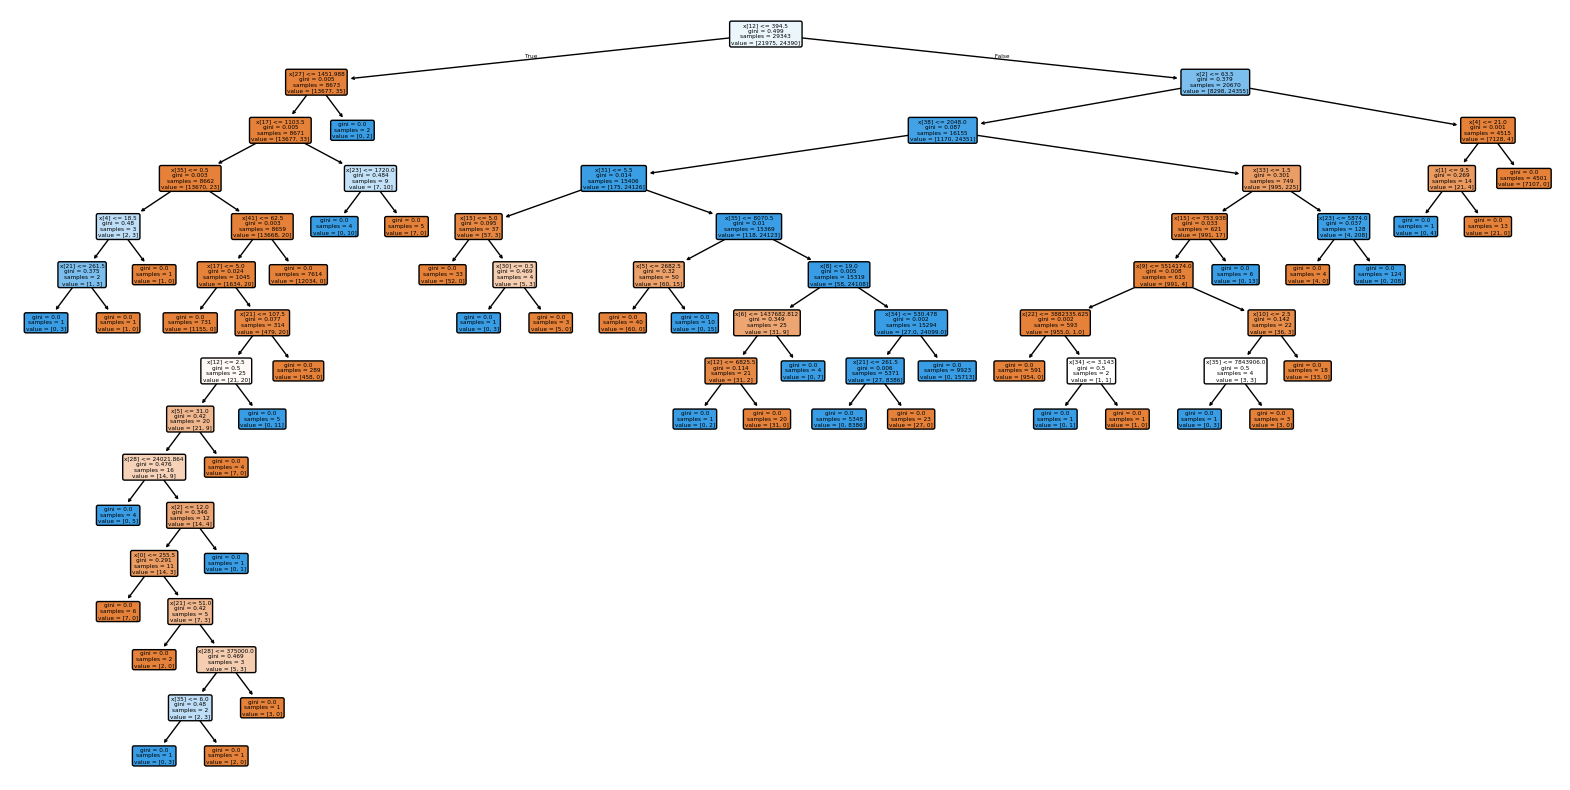 x[12] <= 394.5
gini = 0.499
samples = 29343
value = [21975, 24390]
True
False
x[27] <= 1451.988
gini = 0.005
samples = 8673
value = [13677, 35]
x[2] <= 63.5
gini = 0.379
samples = 20670
value = [8298, 24355]
x[17] <= 1103.5
gini = 0.005
samples = 8671
value = [13677, 33]
gini = 0.0
samples = 2
value = [0, 2]
x[38] <= 2048.0
gini = 0.087
samples = 16155
value = [1170, 24351]
x[4] <= 21.0
gini = 0.001
samples = 4515
value = [7128, 4]
x[35] <= 0.5
gini = 0.003
samples = 8662
value = [13670, 23]
x[23] <= 1720.0
gini = 0.484
samples = 9
value = [7, 10]
x[31] <= 5.5
gini = 0.014
samples = 15406
value = [175, 24126]
x[33] <= 1.5
gini = 0.301
samples = 749
value = [995, 225]
x[1] <= 9.5
gini = 0.269
samples = 14
value = [21, 4]
gini = 0.0
samples = 4501
value = [7107, 0]
x[4] <= 18.5
gini = 0.48
samples = 3
value = [2, 3]
x[41] <= 62.5
gini = 0.003
samples = 8659
value = [13668, 20]
gini = 0.0
samples = 4
value = [0, 10]
gini = 0.0
samples = 5
value = [7, 0]
x[15] <= 5.0
gini = 0.095
samples = 37
value = [57, 3]
x[35] <= 8070.5
gini = 0.01
samples = 15369
value = [118, 24123]
x[15] <= 753.938
gini = 0.033
samples = 621
value = [991, 17]
x[23] <= 5874.0
gini = 0.037
samples = 128
value = [4, 208]
gini = 0.0
samples = 1
value = [0, 4]
gini = 0.0
samples = 13
value = [21, 0]
x[21] <= 261.5
gini = 0.375
samples = 2
value = [1, 3]
gini = 0.0
samples = 1
value = [1, 0]
x[17] <= 5.0
gini = 0.024
samples = 1045
value = [1634, 20]
gini = 0.0
samples = 7614
value = [12034, 0]
gini = 0.0
samples = 33
value = [52, 0]
x[30] <= 0.5
gini = 0.469
samples = 4
value = [5, 3]
x[5] <= 2682.5
gini = 0.32
samples = 50
value = [60, 15]
x[8] <= 19.0
gini = 0.005
samples = 15319
value = [58, 24108]
x[9] <= 5514174.0
gini = 0.008
samples = 615
value = [991, 4]
gini = 0.0
samples = 6
value = [0, 13]
gini = 0.0
samples = 4
value = [4, 0]
gini = 0.0
samples = 124
value = [0, 208]
gini = 0.0
samples = 1
value = [0, 3]
gini = 0.0
samples = 1
value = [1, 0]
gini = 0.0
samples = 731
value = [1155, 0]
x[21] <= 107.5
gini = 0.077
samples = 314
value = [479, 20]
gini = 0.0
samples = 1
value = [0, 3]
gini = 0.0
samples = 3
value = [5, 0]
gini = 0.0
samples = 40
value = [60, 0]
gini = 0.0
samples = 10
value = [0, 15]
x[6] <= 1437682.812
gini = 0.349
samples = 25
value = [31, 9]
x[34] <= 530.478
gini = 0.002
samples = 15294
value = [27.0, 24099.0]
x[22] <= 3882335.625
gini = 0.002
samples = 593
value = [955.0, 1.0]
x[10] <= 2.5
gini = 0.142
samples = 22
value = [36, 3]
x[12] <= 2.5
gini = 0.5
samples = 25
value = [21, 20]
gini = 0.0
samples = 289
value = [458, 0]
x[12] <= 6825.5
gini = 0.114
samples = 21
value = [31, 2]
gini = 0.0
samples = 4
value = [0, 7]
x[21] <= 261.5
gini = 0.006
samples = 5371
value = [27, 8386]
gini = 0.0
samples = 9923
value = [0, 15713]
gini = 0.0
samples = 591
value = [954, 0]
x[34] <= 3.143
gini = 0.5
samples = 2
value = [1, 1]
x[35] <= 7843906.0
gini = 0.5
samples = 4
value = [3, 3]
gini = 0.0
samples = 18
value = [33, 0]
x[5] <= 31.0
gini = 0.42
samples = 20
value = [21, 9]
gini = 0.0
samples = 5
value = [0, 11]
gini = 0.0
samples = 1
value = [0, 2]
gini = 0.0
samples = 20
value = [31, 0]
gini = 0.0
samples = 5348
value = [0, 8386]
gini = 0.0
samples = 23
value = [27, 0]
gini = 0.0
samples = 1
value = [0, 1]
gini = 0.0
samples = 1
value = [1, 0]
gini = 0.0
samples = 1
value = [0, 3]
gini = 0.0
samples = 3
value = [3, 0]
x[28] <= 24021.864
gini = 0.476
samples = 16
value = [14, 9]
gini = 0.0
samples = 4
value = [7, 0]
gini = 0.0
samples = 4
value = [0, 5]
x[2] <= 12.0
gini = 0.346
samples = 12
value = [14, 4]
x[0] <= 255.5
gini = 0.291
samples = 11
value = [14, 3]
gini = 0.0
samples = 1
value = [0, 1]
gini = 0.0
samples = 6
value = [7, 0]
x[21] <= 51.0
gini = 0.42
samples = 5
value = [7, 3]
gini = 0.0
samples = 2
value = [2, 0]
x[28] <= 375000.0
gini = 0.469
samples = 3
value = [5, 3]
x[35] <= 6.0
gini = 0.48
samples = 2
value = [2, 3]
gini = 0.0
samples = 1
value = [3, 0]
gini = 0.0
samples = 1
value = [0, 3]
gini = 0.0
samples = 1
value = [2, 0]